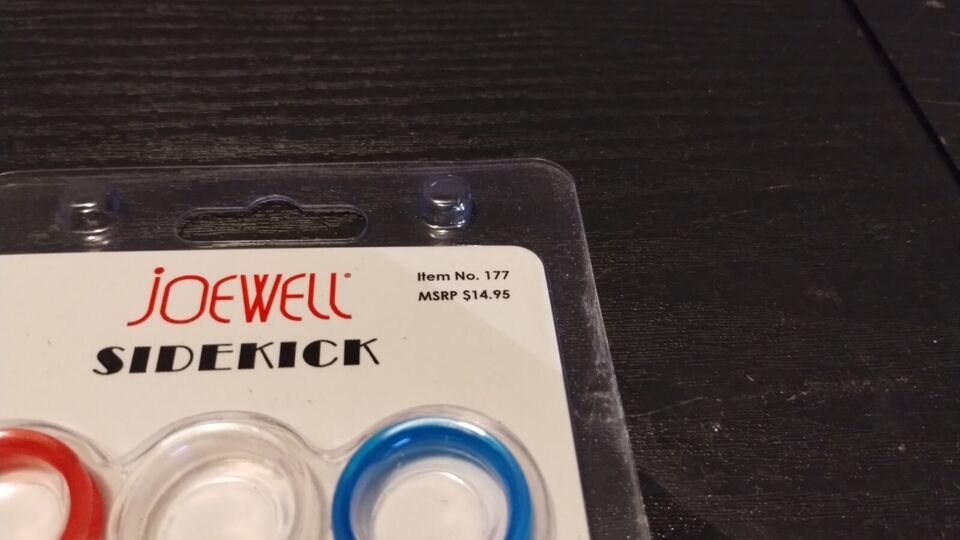 JOEWELL®
Item No. 177
MSRP $14.95
SIDEKICK